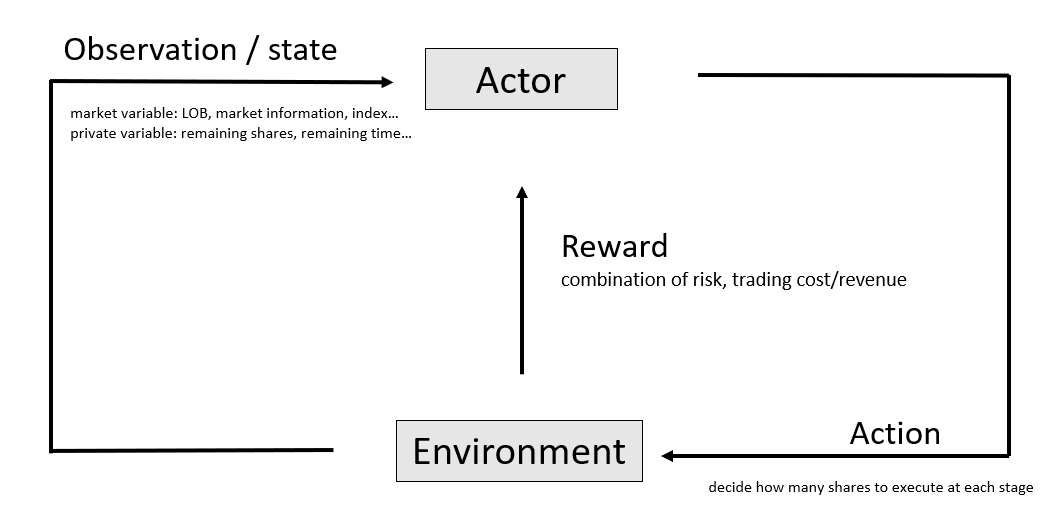 Observation / state
Actor
market variable: LOB, market information, index...
private variable: remaining shares, remaining time...
Reward
combination of risk, trading cost/revenue
Environment
Action
decide how many shares to execute at each stage